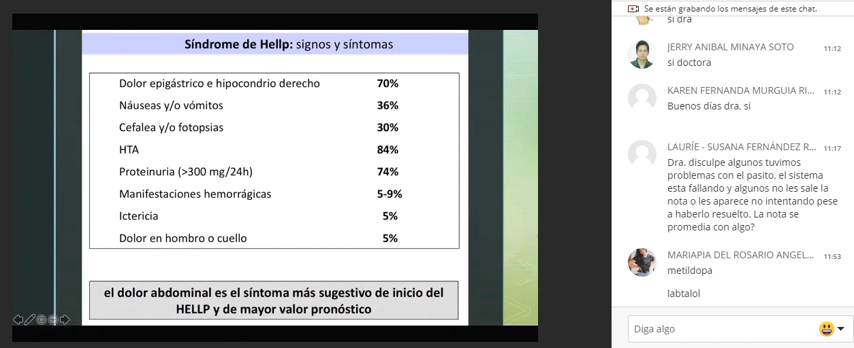 Síndrome de Hellp: signos y síntomas
Dolor epigástrico e hipocondrio derecho 70%
Náuseas y/o vómitos 36%
Cefalea y/o fotopsias 30%
HTA 84%
Proteinuria (>300 mg/24h) 74%
Manifestaciones hemorrágicas 5-9%
Ictericia 5%
Dolor en hombro o cuello 5%
el dolor abdominal es el síntoma más sugestivo de inicio del
HELLP y de mayor valor pronóstico
Se están grabando los mensajes de este chat.
si dra
JERRY ANIBAL MINAYA SOTO 11:12
si doctora
KAREN FERNANDA MURGUIA RI... 11:12
Buenos días dra, si
LAURÍE - SUSANA FERNÁNDEZ R... 11:17
Dra. disculpe algunos tuvimos
problemas con el pasito, el sistema
esta fallando y algunos no les sale la
nota o les aparece no intentando pese
a haberlo resuelto. La nota se
promedia con algo?
MARIAPIA DEL ROSARIO ANGEL... 11:53
metildopa
labtalol
Diga algo